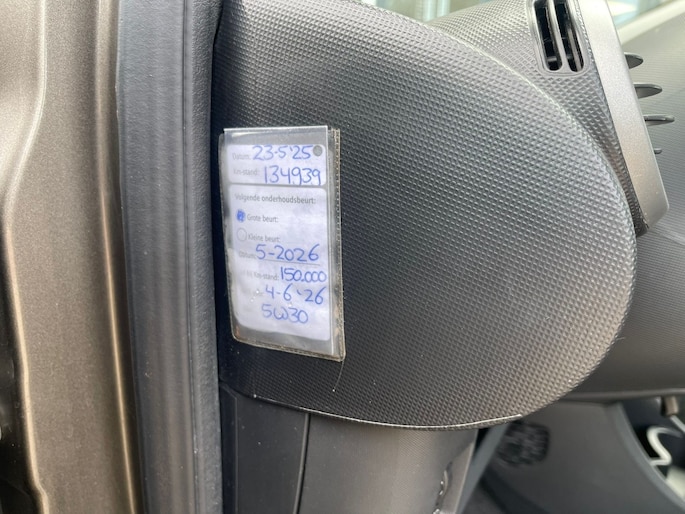 Datum: 23-5'25
Km-stand: 134939
Volgende onderhoudsbeurt:
Grote beurt:
Kleine beurt:
5-2026
Km-stand: 150.000
4-6'26
5W30